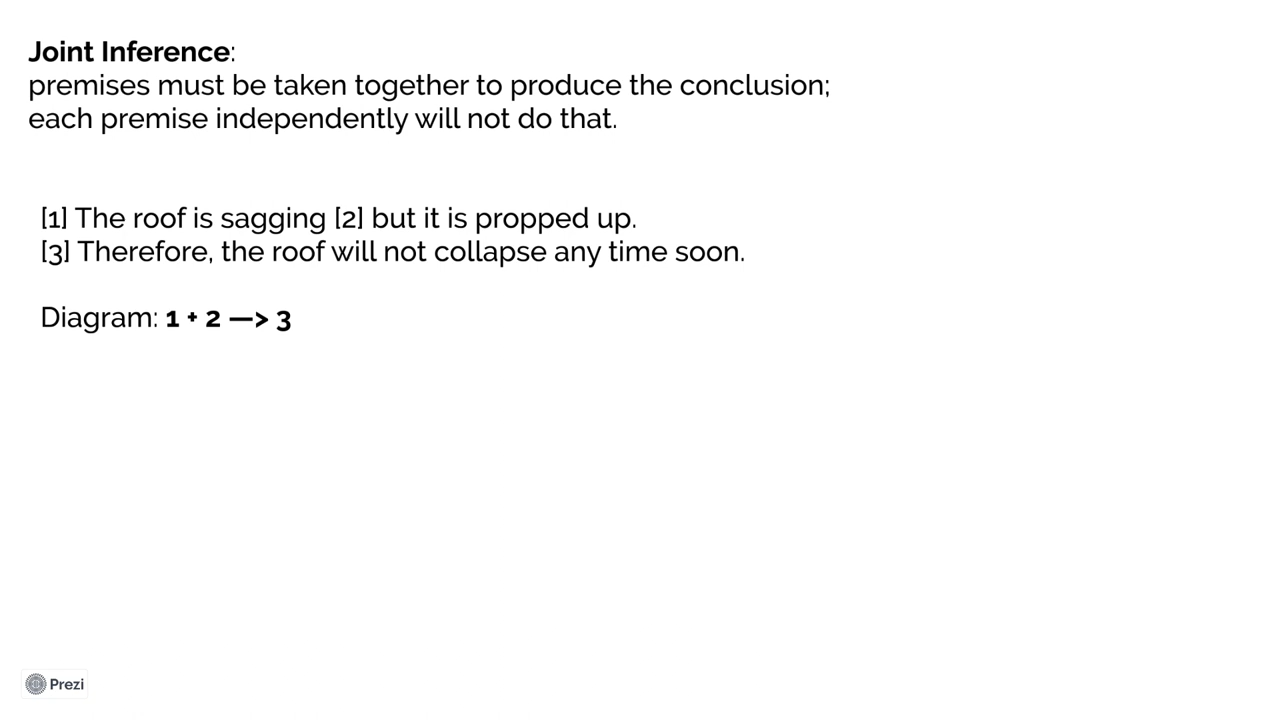 Joint Inference:
premises must be taken together to produce the conclusion;
each premise independently will not do that.
[1] The roof is sagging [2] but it is propped up.
[3] Therefore, the roof will not collapse any time soon.
Diagram: 1 + 2 —> 3
Prezi